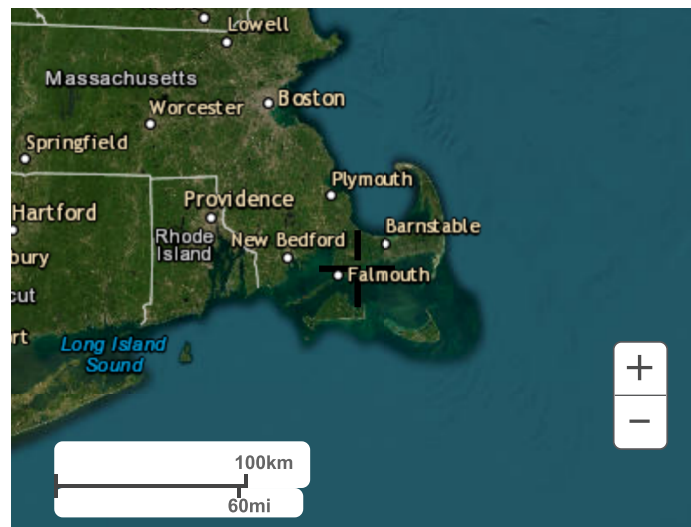 Lowell
Massachusetts
Boston
Worcester
Springfield
Plymouth
Providence
Hartford
Barnstable
Rhode
Island
New Bedford
bury
Falmouth
cut
rt
Long Island
Sound
+
−
100km
60mi